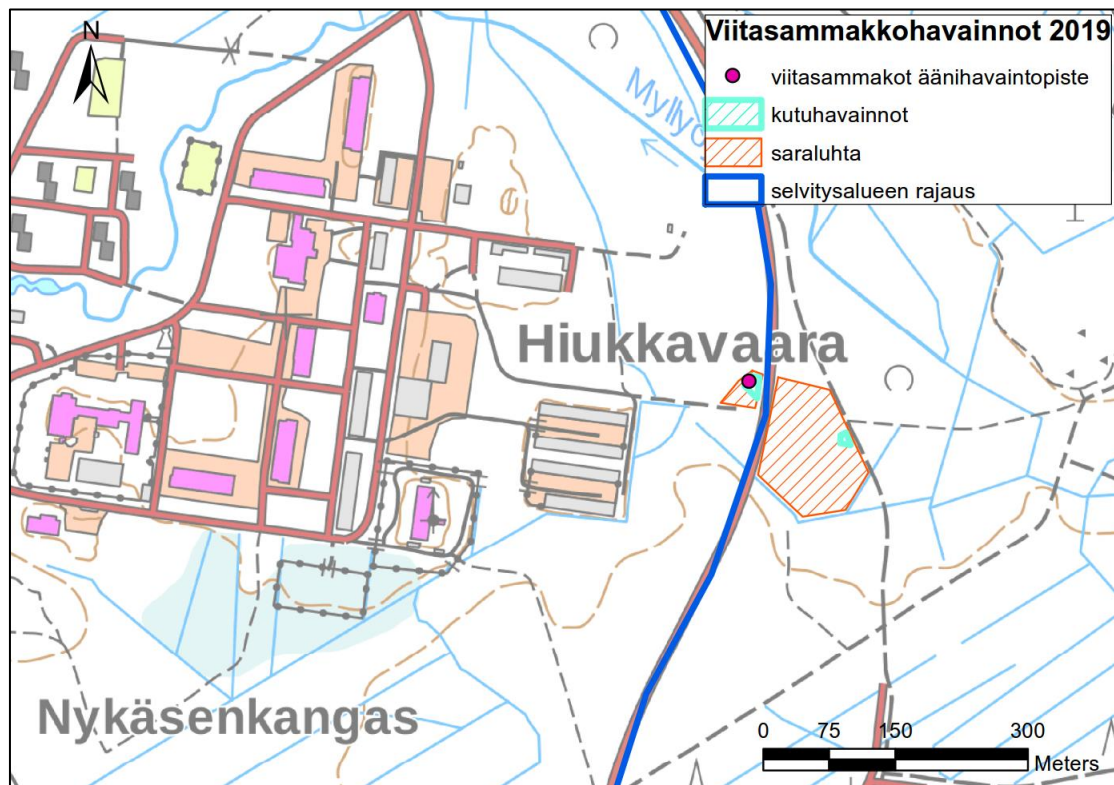 Viitasammakkohavainnot 2019
viitasammakot äänihavaintopiste
kutuhavainnot
saraluhta
selvitysalueen rajaus
N
Hiukkavaara
Nykäsenkangas
0 75 150 300
Meters